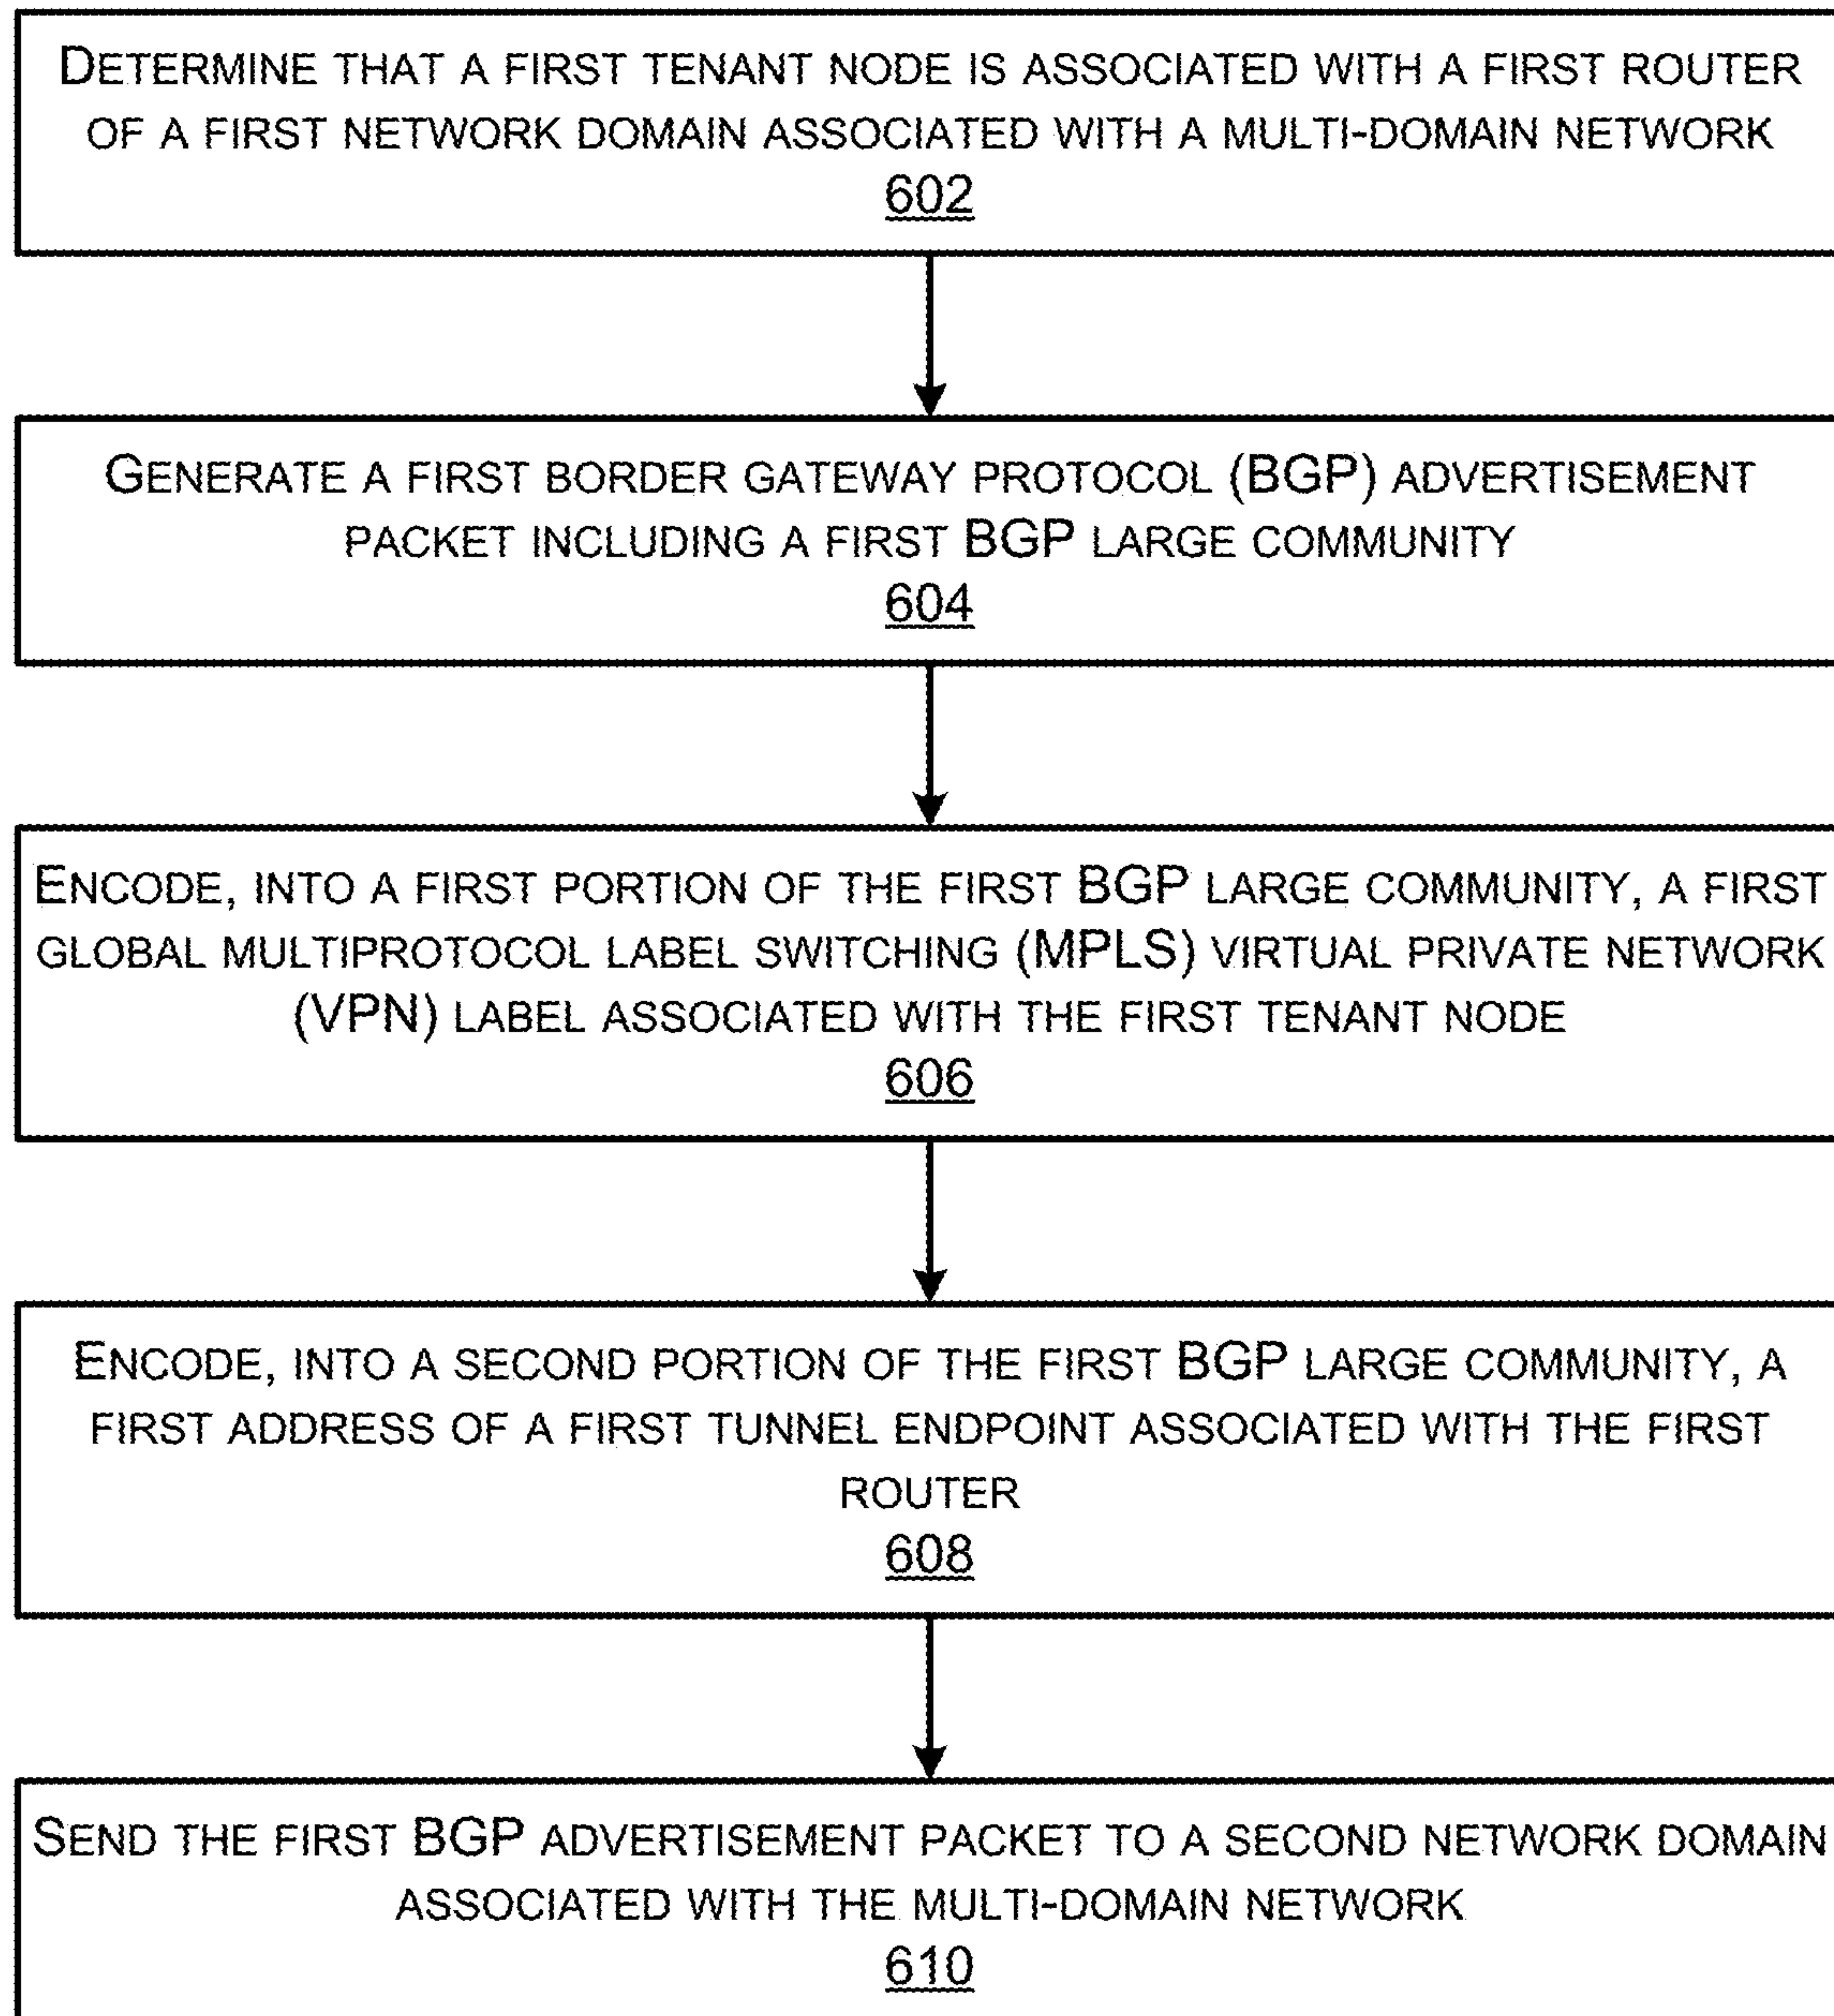 DETERMINE THAT A FIRST TENANT NODE IS ASSOCIATED WITH A FIRST ROUTER
OF A FIRST NETWORK DOMAIN ASSOCIATED WITH A MULTI-DOMAIN NETWORK
602
GENERATE A FIRST BORDER GATEWAY PROTOCOL (BGP) ADVERTISEMENT
PACKET INCLUDING A FIRST BGP LARGE COMMUNITY
604
ENCODE, INTO A FIRST PORTION OF THE FIRST BGP LARGE COMMUNITY, A FIRST
GLOBAL MULTIPROTOCOL LABEL SWITCHING (MPLS) VIRTUAL PRIVATE NETWORK
(VPN) LABEL ASSOCIATED WITH THE FIRST TENANT NODE
606
ENCODE, INTO A SECOND PORTION OF THE FIRST BGP LARGE COMMUNITY, A
FIRST ADDRESS OF A FIRST TUNNEL ENDPOINT ASSOCIATED WITH THE FIRST
ROUTER
608
SEND THE FIRST BGP ADVERTISEMENT PACKET TO A SECOND NETWORK DOMAIN
ASSOCIATED WITH THE MULTI-DOMAIN NETWORK
610